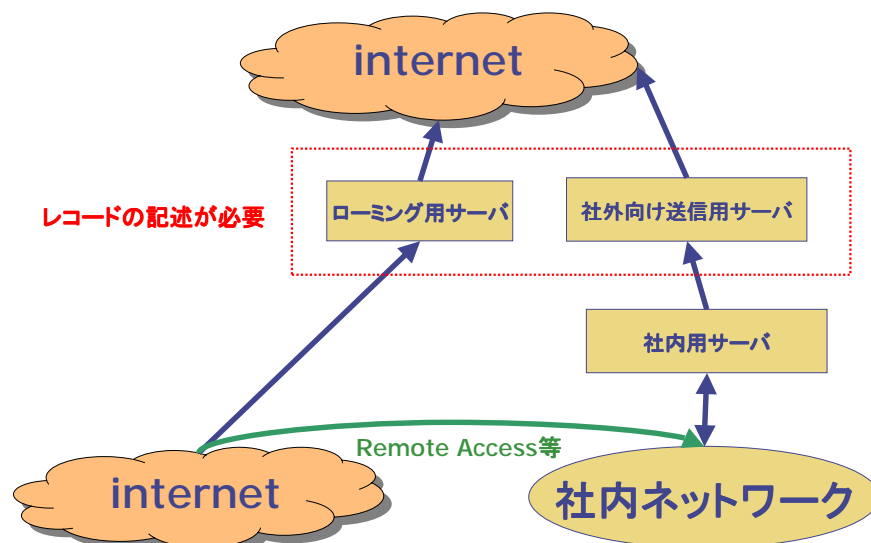 internet
レコードの記述が必要
ローミング用サーバ
社外向け送信用サーバ
社内用サーバ
Remote Access等
internet
社内ネットワーク